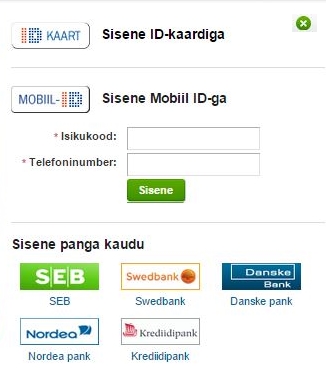 ID KAART Sisene ID-kaardiga
MOBIIL-ID Sisene Mobiil ID-ga
* Isikukood:
* Telefoninumber:
Sisene
Sisene panga kaudu
SEB Swedbank Danske Bank
SEB Swedbank Danske pank
Nordea Krediidipank
Nordea pank Krediidipank